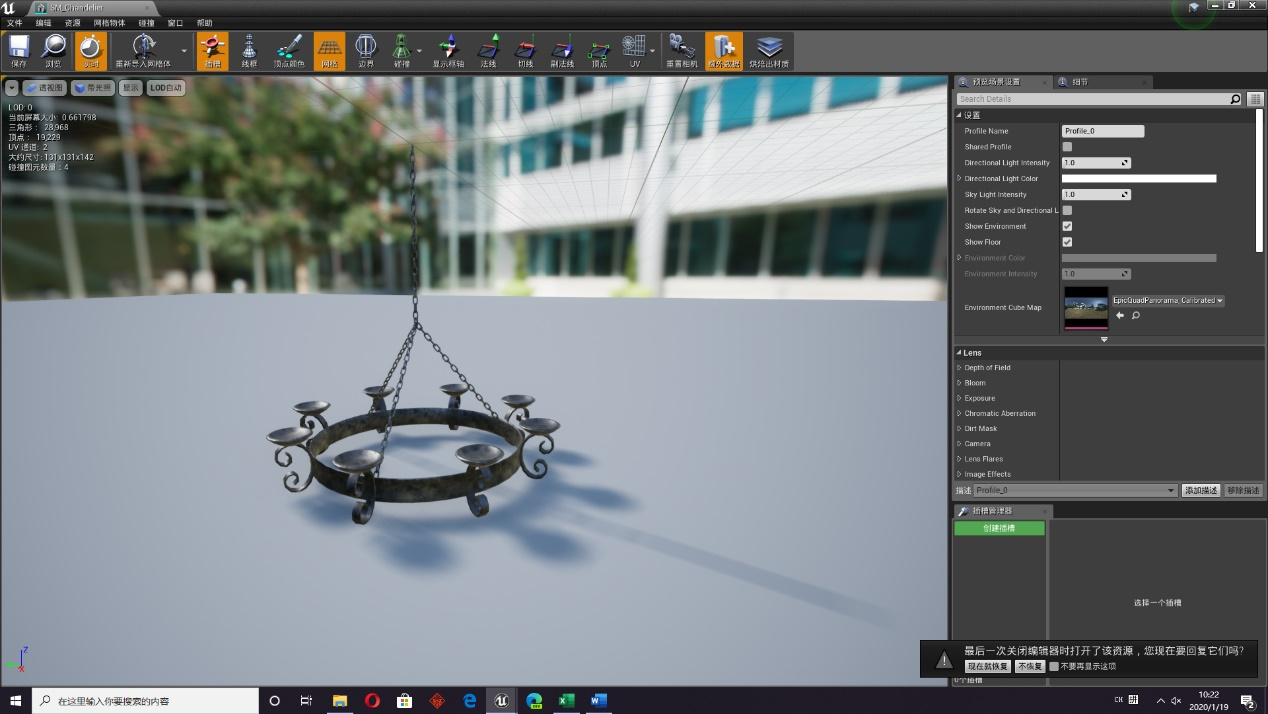 SM_Chandelier
文件 编辑 资源 网格物体 碰撞 窗口 帮助
保存 浏览 实时 重新导入网格体 插槽 线框 顶点颜色 网格 边界 碰撞 显示枢轴 法线 切线 副法线 顶点 UV 重置相机 额外数据 烘焙出材质
透视图 带光照 显示 LOD自动
LOD: 0
当前屏幕大小: 0.661798
三角形: 28,968
顶点: 19,229
UV 通道: 2
大约尺寸: 131x131x142
碰撞图元数量: 4
预览场景设置 细节
Search Details
设置
Profile Name Profile_0
Shared Profile
Directional Light Intensity 1.0
Directional Light Color
Sky Light Intensity 1.0
Rotate Sky and Directional L
Show Environment
Show Floor
Environment Color
Environment Intensity 1.0
Environment Cube Map EpicQuadPanorama_Calibrated
Lens
Depth of Field
Bloom
Exposure
Chromatic Aberration
Dirt Mask
Camera
Lens Flares
Image Effects
描述 Profile_0 添加描述 移除描述
插槽管理器
创建插槽
选择一个插槽
最后一次关闭编辑器时打开了该资源，您现在要回复它们吗?
现在就恢复 不恢复 不要再显示这项
0个插槽
Z
在这里输入你要搜索的内容
10:22
2020/1/19
2